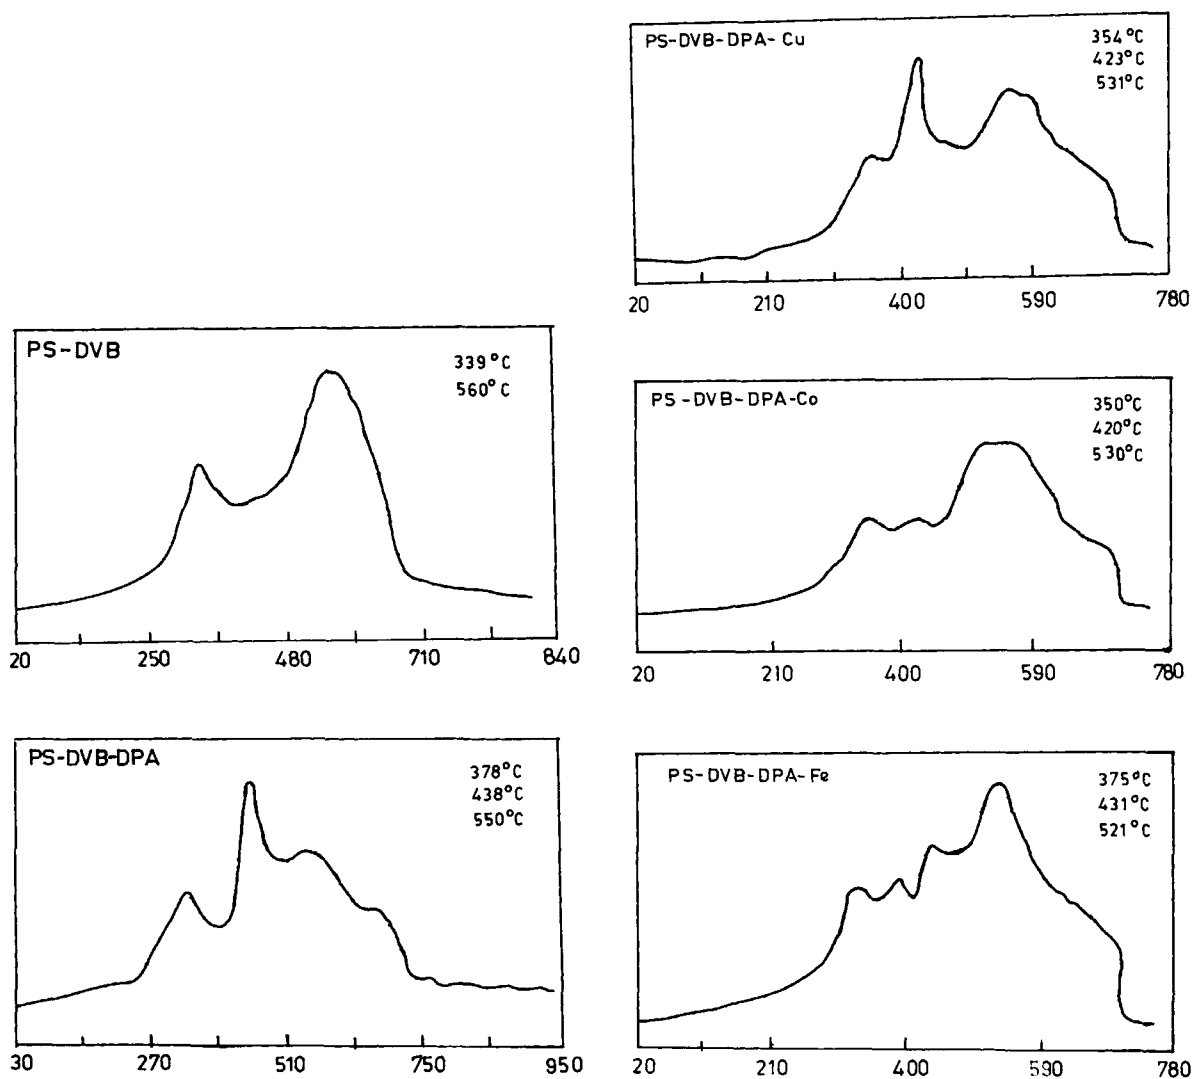 PS-DVB-DPA-Cu
354°C
423°C
531°C
20 210 400 590 780
PS-DVB
339°C
560°C
20 250 480 710 840
PS-DVB-DPA-Co
350°C
420°C
530°C
20 210 400 590 780
PS-DVB-DPA
378°C
438°C
550°C
30 270 510 750 950
PS-DVB-DPA-Fe
375°C
431°C
521°C
20 210 400 590 780